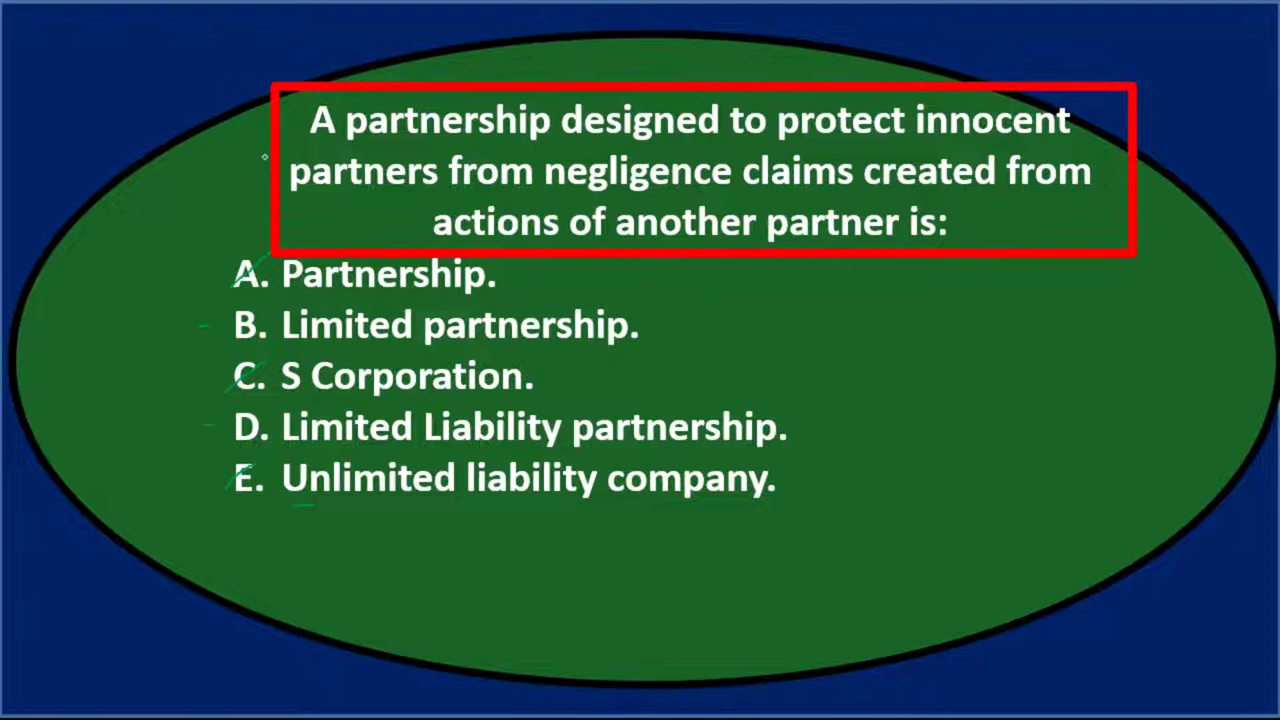 A partnership designed to protect innocent
partners from negligence claims created from
actions of another partner is:
A. Partnership.
B. Limited partnership.
C. S Corporation.
D. Limited Liability partnership.
E. Unlimited liability company.